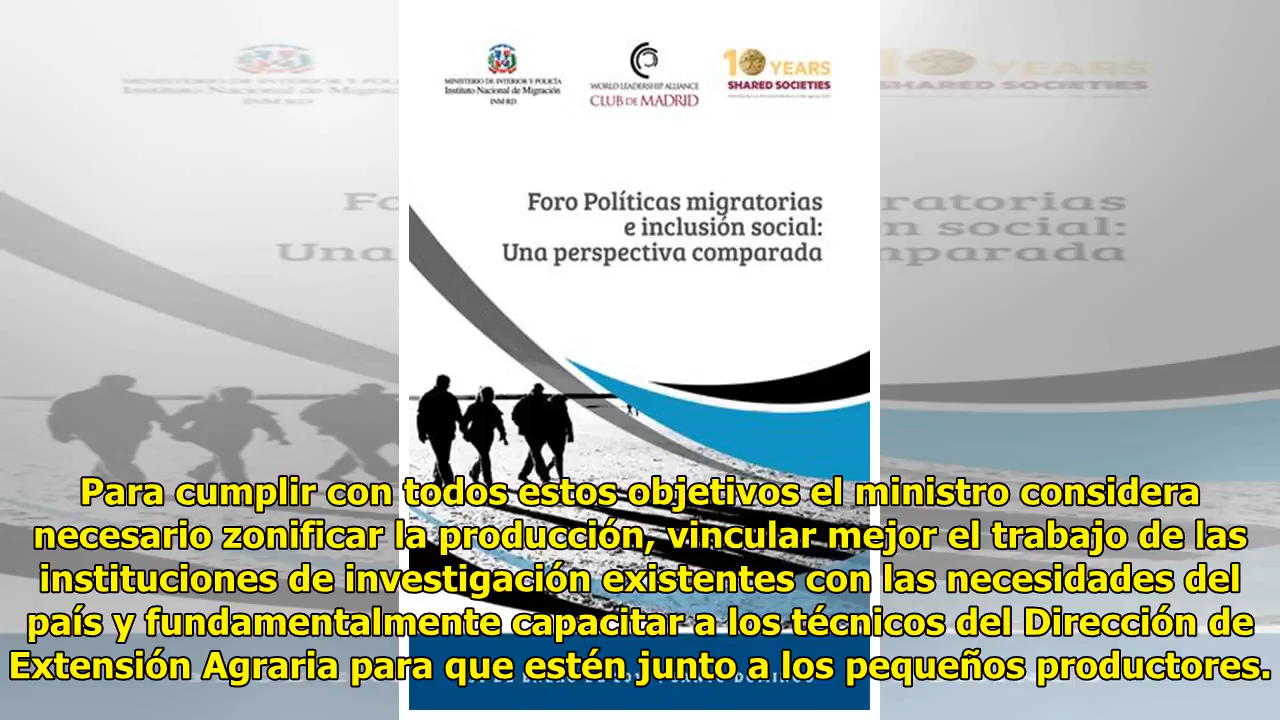 MINISTERIO DE INTERIOR Y POLICÍA
Instituto Nacional de Migración
INM RD
WORLD LEADERSHIP ALLIANCE
CLUB DE MADRID
10 YEARS
SHARED SOCIETIES
Foro Políticas migratorias
e inclusión social:
Una perspectiva comparada
Para cumplir con todos estos objetivos el ministro considera
necesario zonificar la producción, vincular mejor el trabajo de las
instituciones de investigación existentes con las necesidades del
país y fundamentalmente capacitar a los técnicos del Dirección de
Extensión Agraria para que estén junto a los pequeños productores.